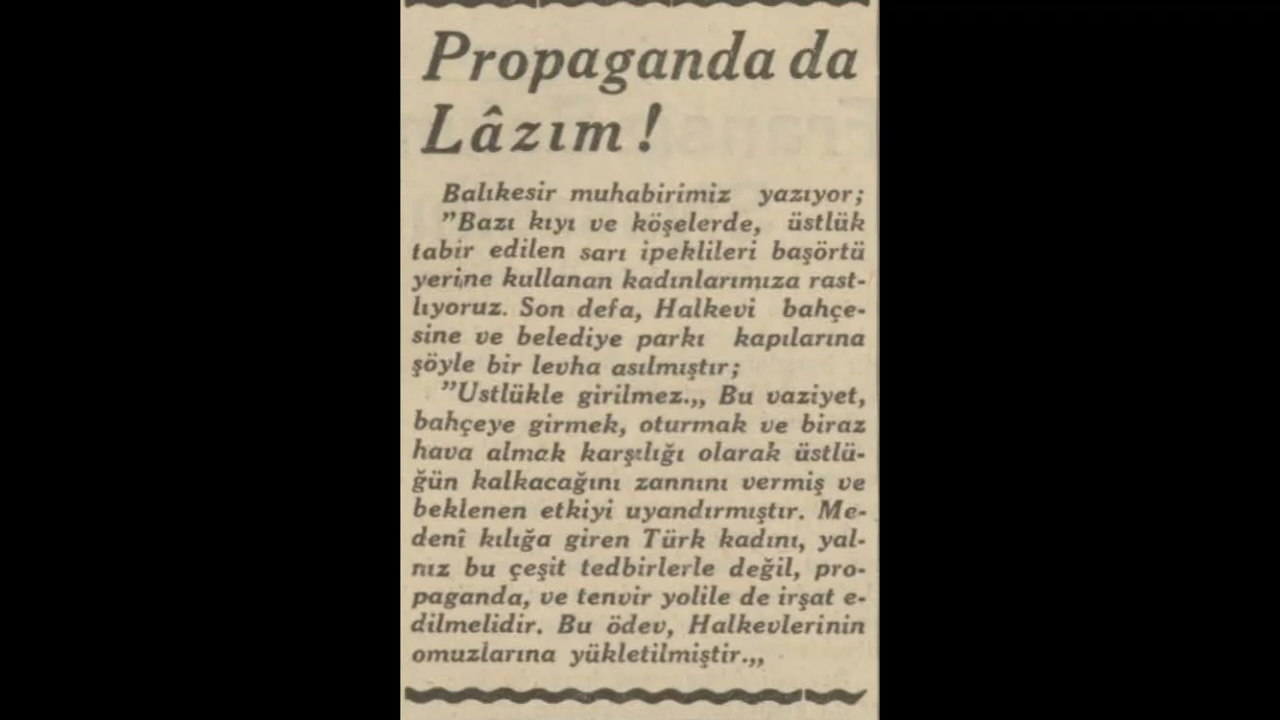 Propaganda da
Lâzım!
Balıkesir muhabirimiz yazıyor;
"Bazı kıyı ve köşelerde, üstlük
tabir edilen sarı ipeklileri başörtü
yerine kullanan kadınlarımıza rast-
lıyoruz. Son defa, Halkevi bahçe-
sine ve belediye parkı kapılarına
şöyle bir levha asılmıştır;
"Ustlükle girilmez.„ Bu vaziyet,
bahçeye girmek, oturmak ve biraz
hava almak karşılığı olarak üstlü-
ğün kalkacağını zannını vermiş ve
beklenen etkiyi uyandırmıştır. Me-
denî kılığa giren Türk kadını, yal-
nız bu çeşit tedbirlerle değil, pro-
paganda, ve tenvir yolile de irşat e-
dilmelidir. Bu ödev, Halkevlerinin
omuzlarına yükletilmiştir.„